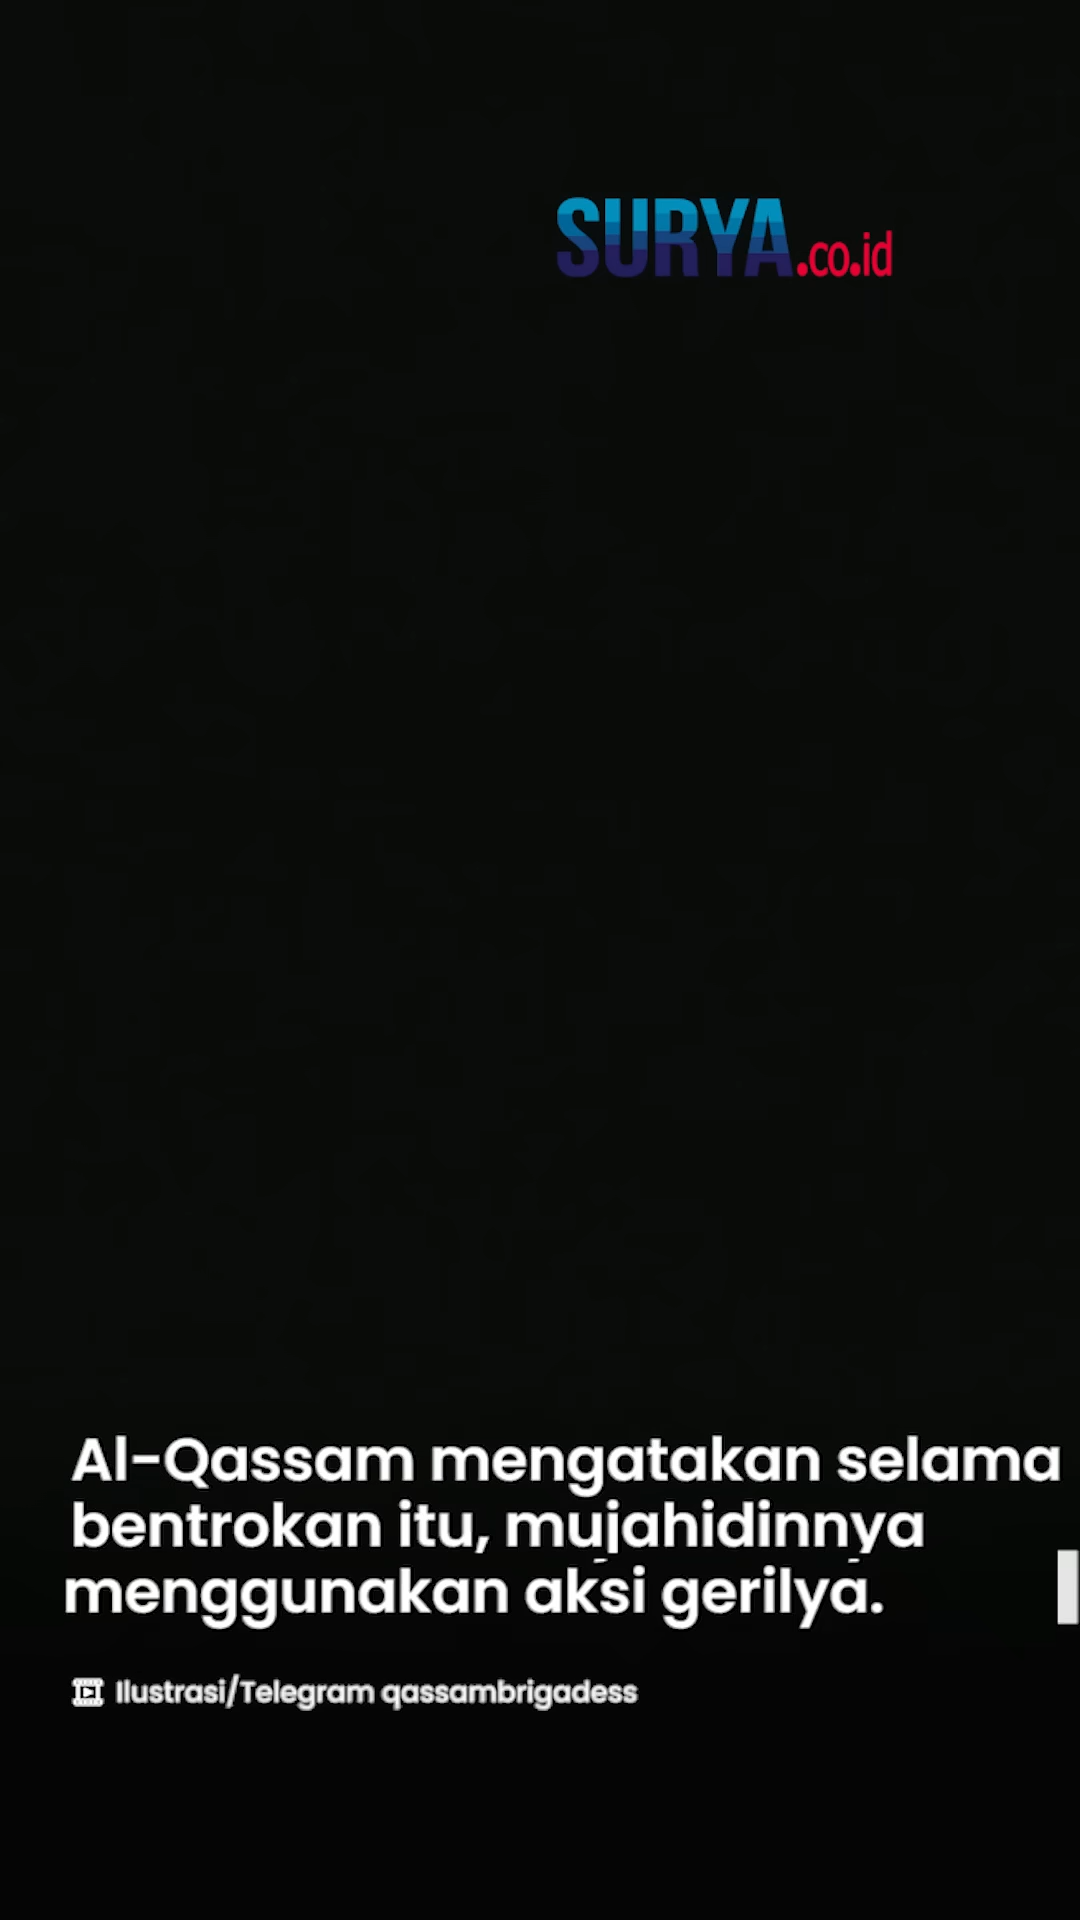 SURYA.co.id
Al-Qassam mengatakan selama
bentrokan itu, mujahidinnya
menggunakan aksi gerilya.
Ilustrasi/Telegram qassambrigadess